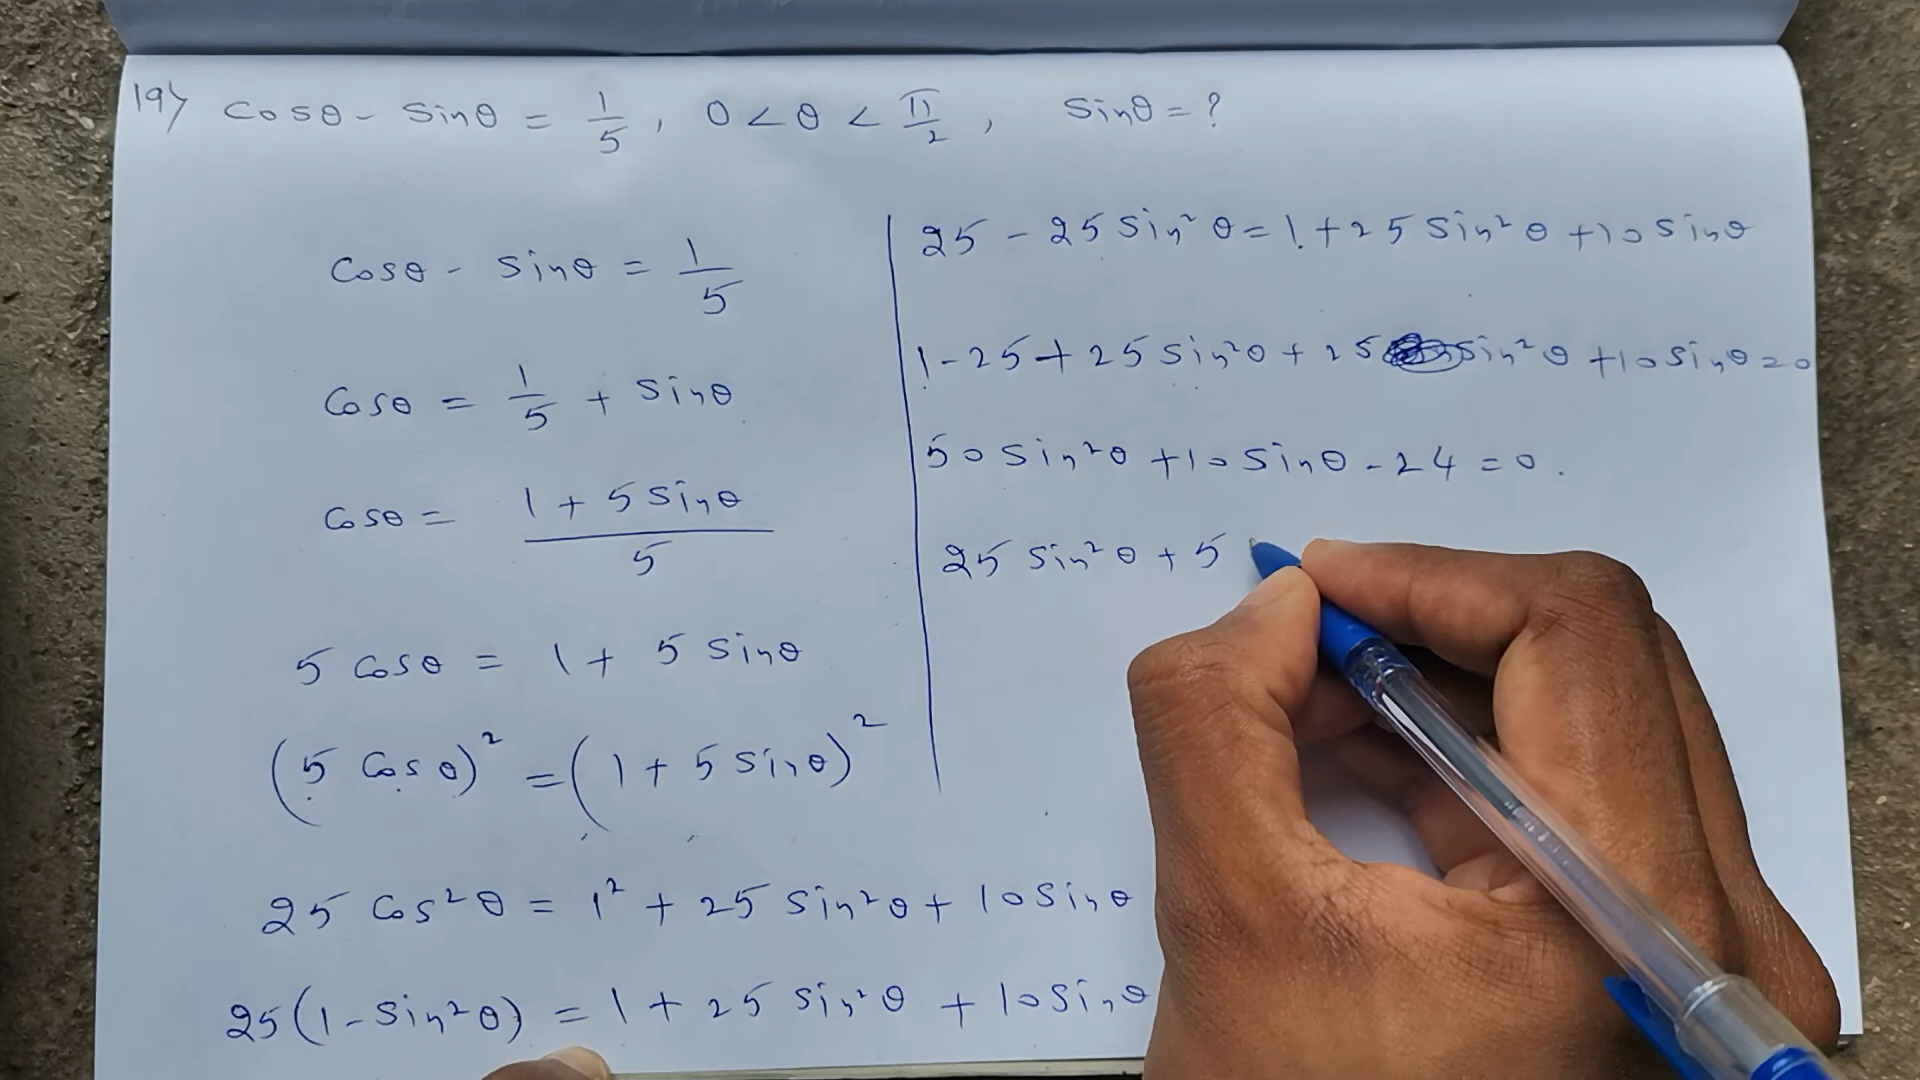 19) Cosθ - Sinθ = 1/5, 0 < θ < π/2, Sinθ = ?
Cosθ - Sinθ = 1/5
Cosθ = 1/5 + Sinθ
Cosθ = (1 + 5 Sinθ)/5
5 Cosθ = 1 + 5 Sinθ
(5 Cosθ)² = (1 + 5 Sinθ)²
25 Cos²θ = 1² + 25 Sin²θ + 10 Sinθ
25(1 - Sin²θ) = 1 + 25 Sin²θ + 10 Sinθ
25 - 25 Sin²θ = 1 + 25 Sin²θ + 10 Sinθ
1 - 25 + 25 Sin²θ + 25 Sin²θ + 10 Sinθ = 0
50 Sin²θ + 10 Sinθ - 24 = 0.
25 Sin²θ + 5